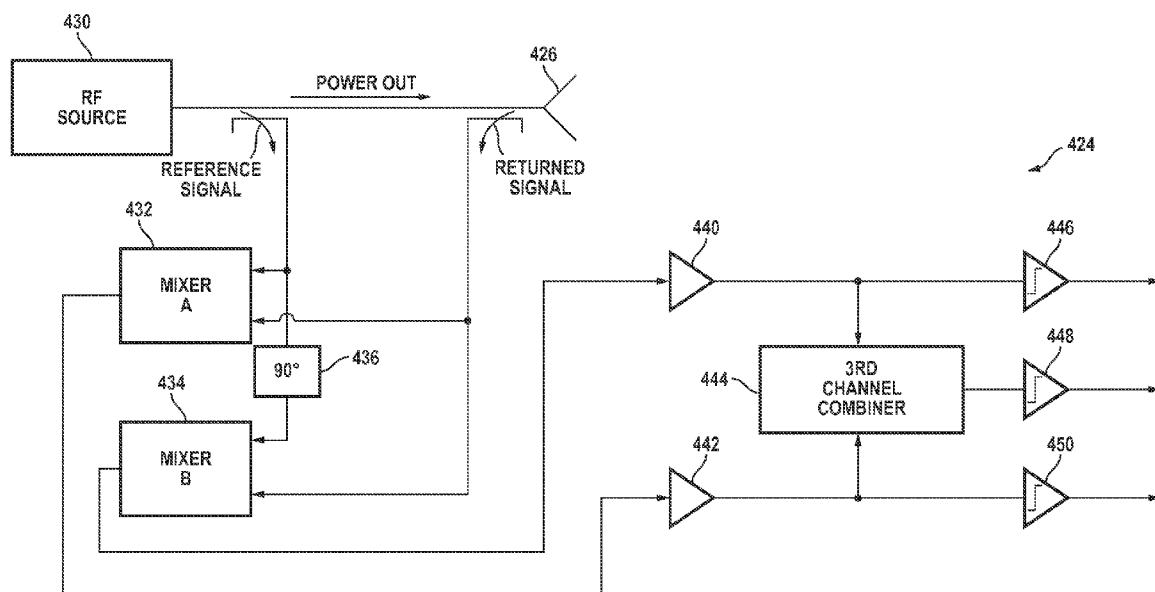 430
RF
SOURCE
POWER OUT
426
REFERENCE
SIGNAL
RETURNED
SIGNAL
424
432
MIXER
A
440
446
90°
436
434
MIXER
B
444
3RD
CHANNEL
COMBINER
448
442
450